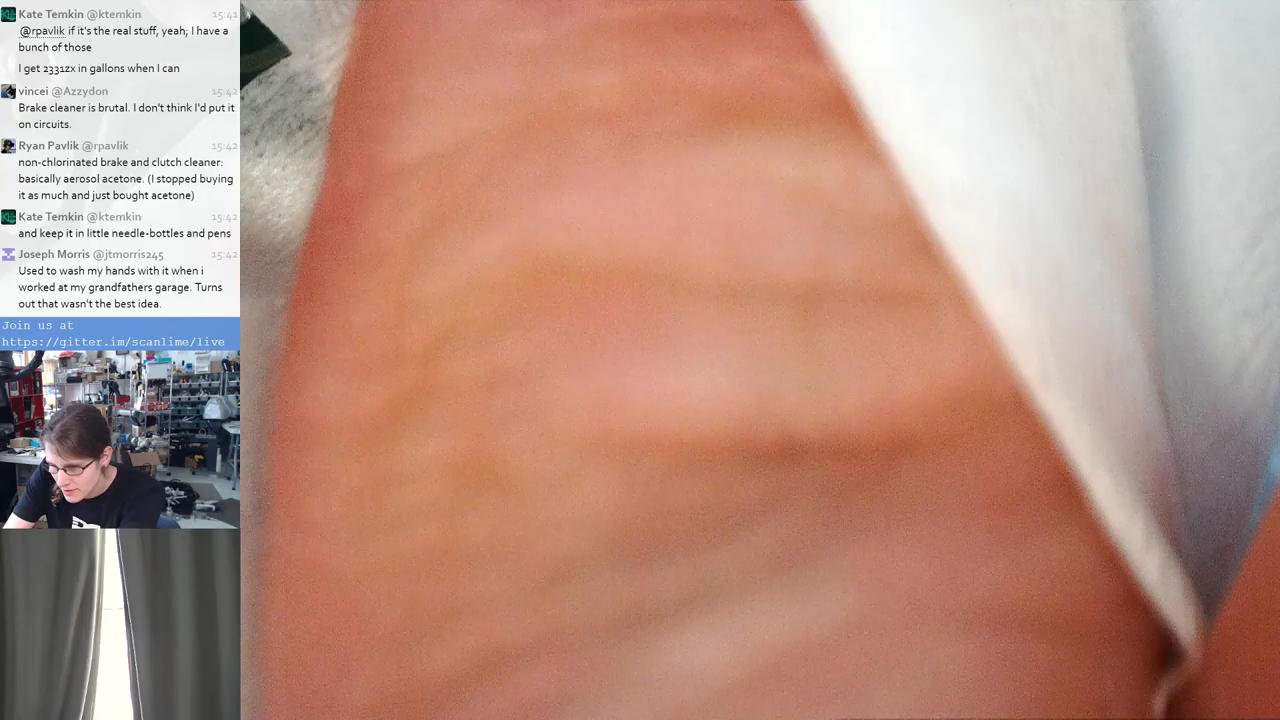 Kate Temkin @ktemkin 15:41
@rpavlik if it's the real stuff, yeah; I have a
bunch of those
I get 2331zx in gallons when I can
vincei @Azzydon 15:42
Brake cleaner is brutal. I don't think I'd put it
on circuits.
Ryan Pavlik @rpavlik 15:42
non-chlorinated brake and clutch cleaner:
basically aerosol acetone. (I stopped buying
it as much and just bought acetone)
Kate Temkin @ktemkin 15:42
and keep it in little needle-bottles and pens
Joseph Morris @jtmorris245 15:42
Used to wash my hands with it when i
worked at my grandfathers garage. Turns
out that wasn't the best idea.
Join us at
https://gitter.im/scanlime/live